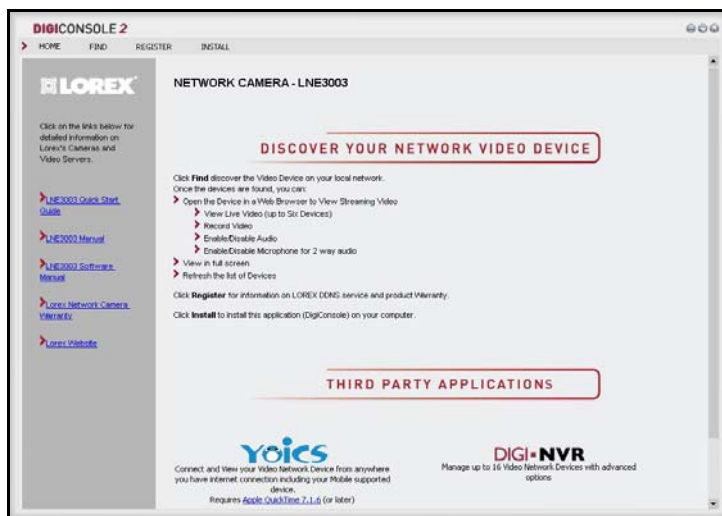 DIGICONSOLE 2
HOME FIND REGISTER INSTALL
LOREX
Click on the links below for
detailed information on
Lorex's Cameras and
Video Servers.
LNE3003 Quick Start
Guide
LNE3003 Manual
LNE3003 Software
Manual
Lorex Network Camera
Warranty
Lorex Website
NETWORK CAMERA - LNE3003
DISCOVER YOUR NETWORK VIDEO DEVICE
Click Find discover the Video Device on your local network.
Once the devices are found, you can:
Open the Device in a Web Browser to View Streaming Video
View Live Video (up to Six Devices)
Record Video
Enable/Disable Audio
Enable/Disable Microphone for 2 way audio
View in full screen
Refresh the list of Devices
Click Register for information on LOREX DDNS service and product Warranty.
Click Install to install this application (DigiConsole) on your computer.
THIRD PARTY APPLICATIONS
YOICS
Connect and View your Video Network Device from anywhere
you have internet connection including your Mobile supported
device.
Requires Apple QuickTime 7.1.6 (or later)
DIGI-NVR
Manage up to 16 Video Network Devices with advanced
options